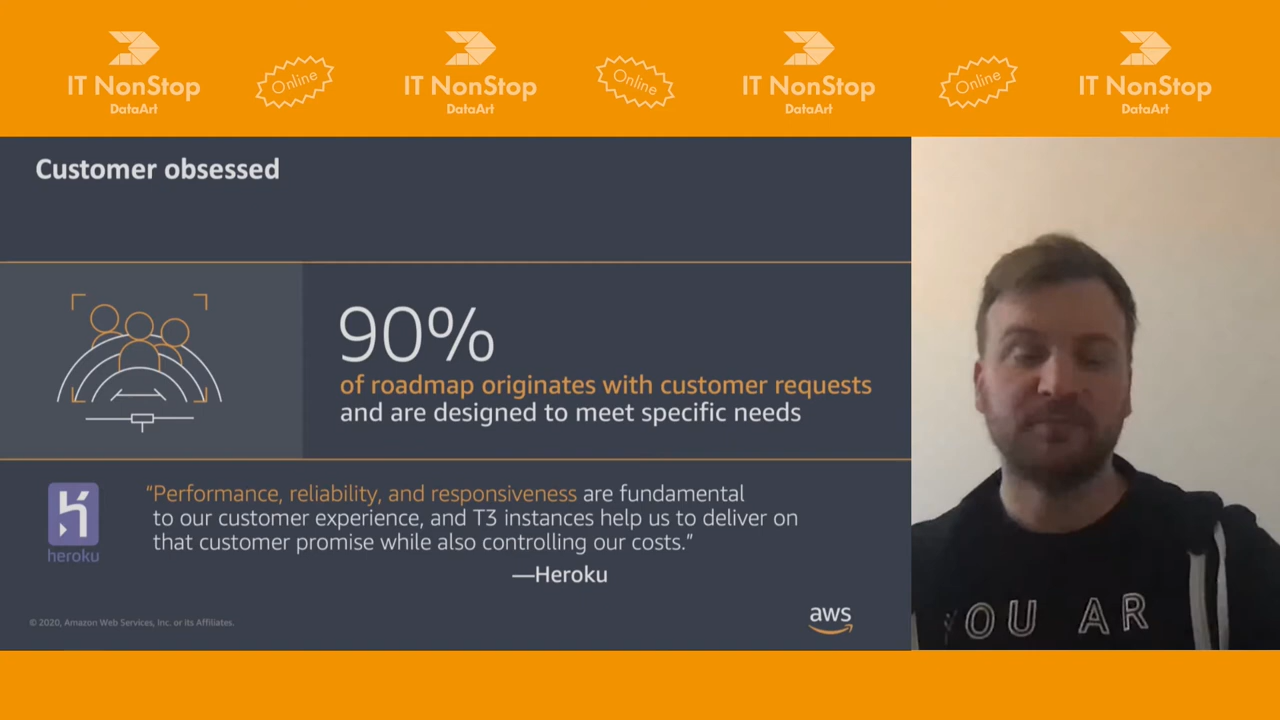 IT NonStop
DataArt
Online
IT NonStop
DataArt
Online
IT NonStop
DataArt
Online
IT NonStop
DataArt
Customer obsessed
90%
of roadmap originates with customer requests
and are designed to meet specific needs
heroku
“Performance, reliability, and responsiveness are fundamental
to our customer experience, and T3 instances help us to deliver on
that customer promise while also controlling our costs.”
—Heroku
© 2020, Amazon Web Services, Inc. or its Affiliates.
aws
YOU AR